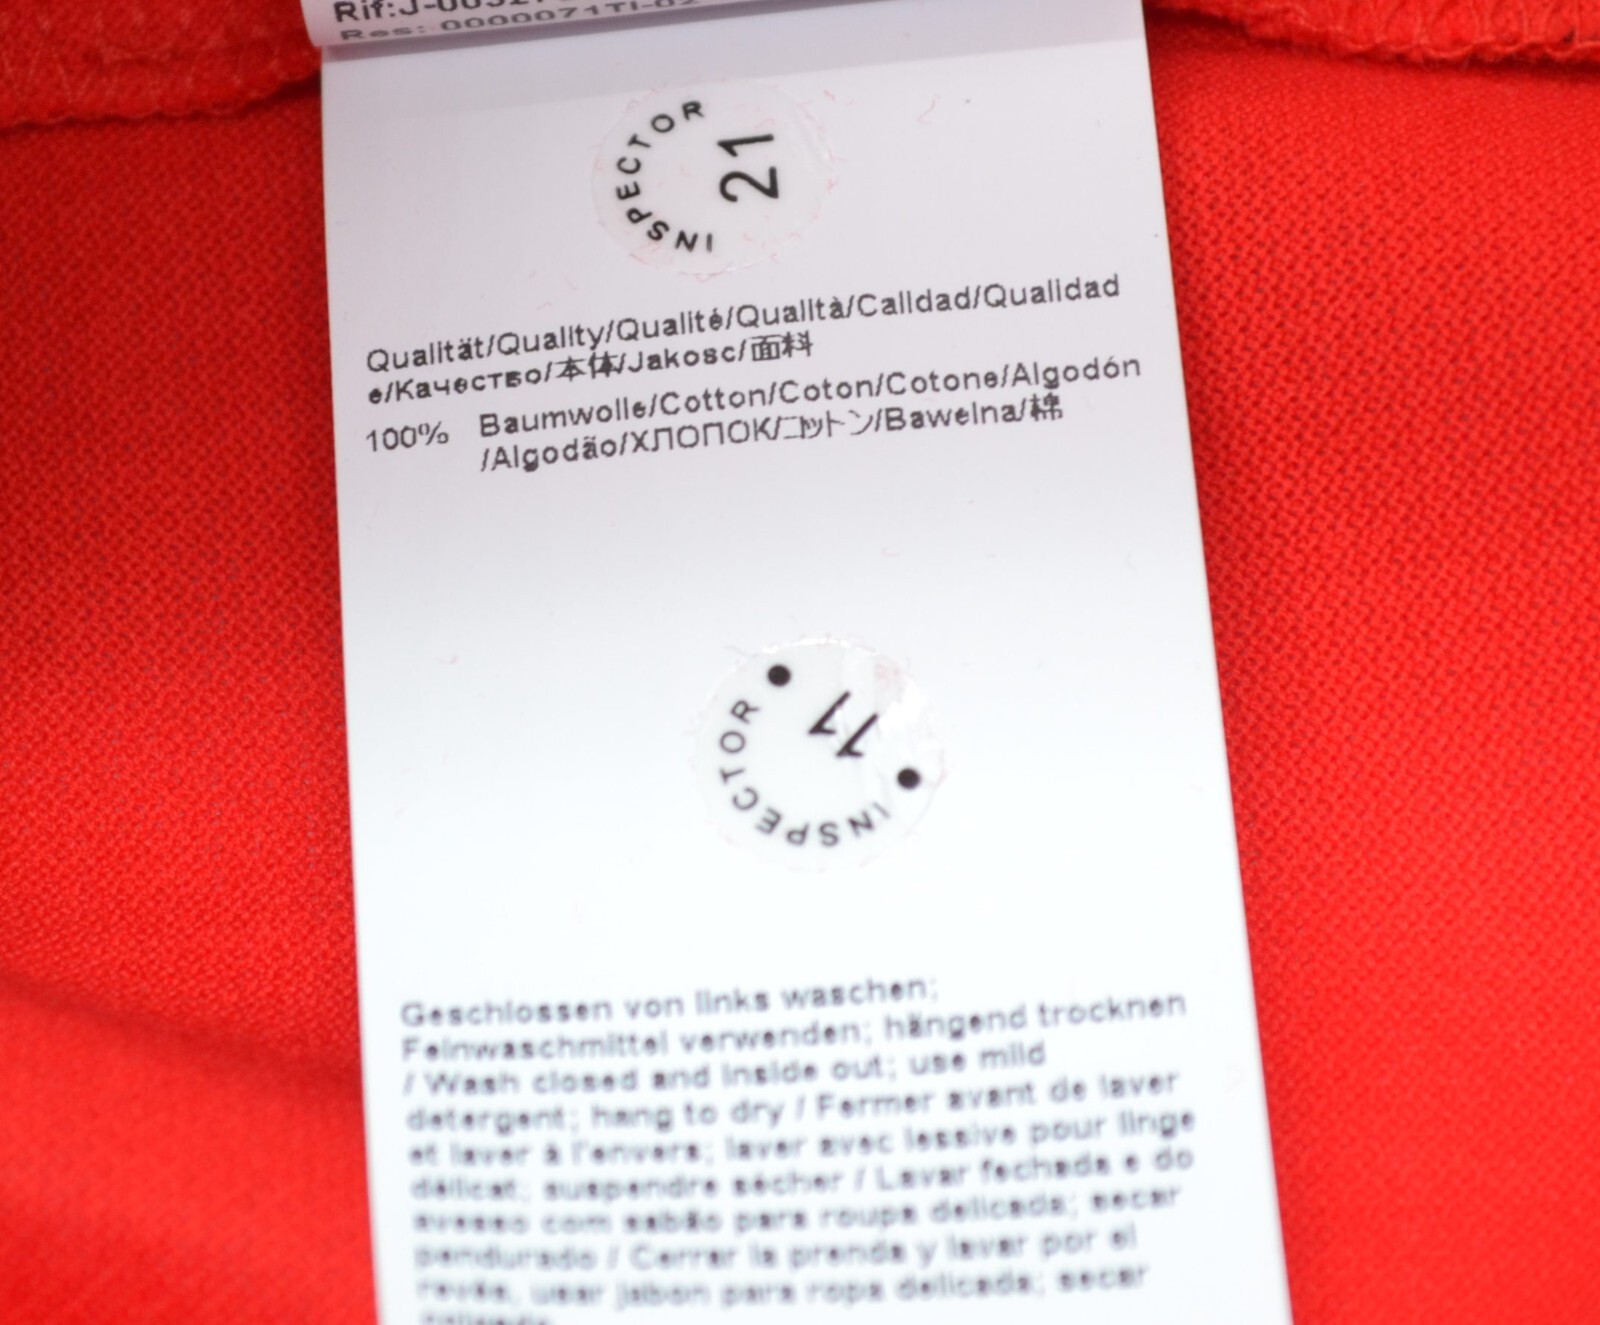 Rif:J-
Res: 0000071TI-02
INSPECTOR
21
Qualität/Quality/Qualité/Qualità/Calidad/Qualidad
e/Качество/本体/Jakosc/面料
100% Baumwolle/Cotton/Coton/Cotone/Algodón
/Algodão/ХЛОПОК/コットン/Bawelna/棉
INSPECTOR
11
Geschlossen von links waschen;
Feinwaschmittel verwenden; hängend trocknen
/ Wash closed and inside out; use mild
detergent; hang to dry / Fermer avant de laver
et laver à l'envers; laver avec lessive pour linge
délicat; suspendre sécher / Lavar fechada e do
avesso com sabão para roupa delicada; secar
pendurado / Cerrar la prenda y lavar por el
revés, usar jabon para ropa delicada; secar